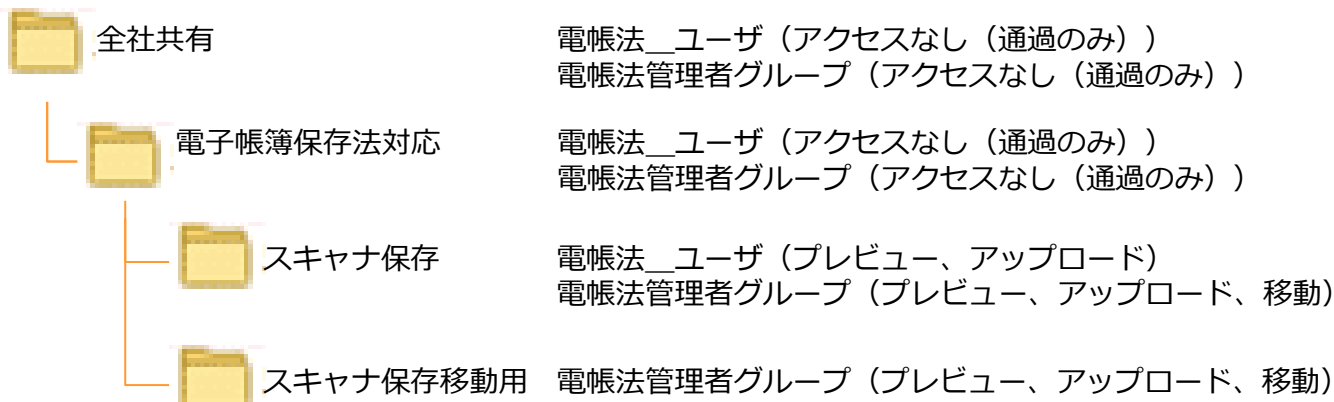 全社共有 電帳法__ユーザ（アクセスなし（通過のみ））
電帳法管理者グループ（アクセスなし（通過のみ））
電子帳簿保存法対応 電帳法__ユーザ（アクセスなし（通過のみ））
電帳法管理者グループ（アクセスなし（通過のみ））
スキャナ保存 電帳法__ユーザ（プレビュー、アップロード）
電帳法管理者グループ（プレビュー、アップロード、移動）
スキャナ保存移動用 電帳法管理者グループ（プレビュー、アップロード、移動）